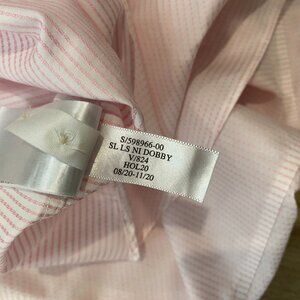 S/598966-00
SL LS NI DOBBY
V/824
HOL20
08/20-11/20